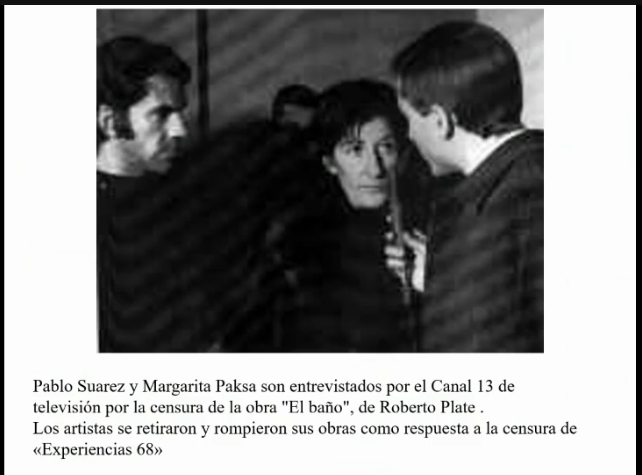 Pablo Suarez y Margarita Paksa son entrevistados por el Canal 13 de
televisión por la censura de la obra "El baño", de Roberto Plate .
Los artistas se retiraron y rompieron sus obras como respuesta a la censura de
«Experiencias 68»